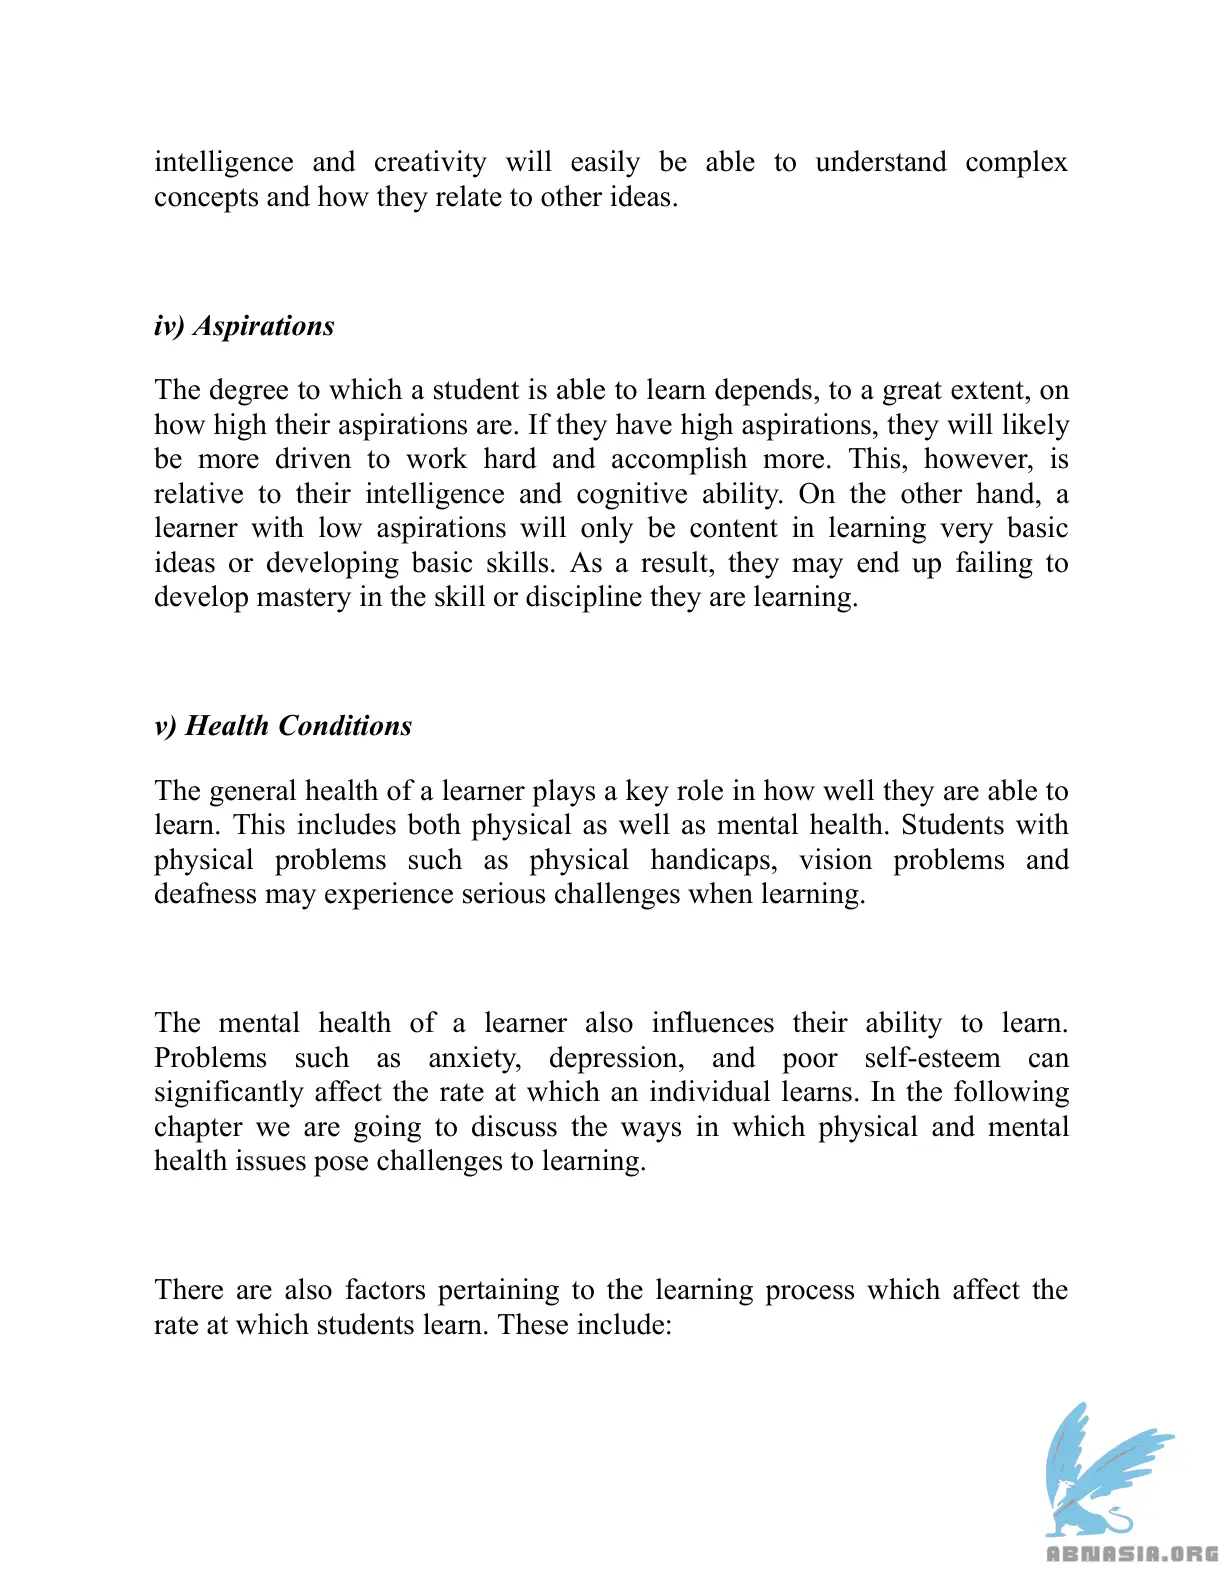 intelligence and creativity will easily be able to understand complex
concepts and how they relate to other ideas.
iv) Aspirations
The degree to which a student is able to learn depends, to a great extent, on
how high their aspirations are. If they have high aspirations, they will likely
be more driven to work hard and accomplish more. This, however, is
relative to their intelligence and cognitive ability. On the other hand, a
learner with low aspirations will only be content in learning very basic
ideas or developing basic skills. As a result, they may end up failing to
develop mastery in the skill or discipline they are learning.
v) Health Conditions
The general health of a learner plays a key role in how well they are able to
learn. This includes both physical as well as mental health. Students with
physical problems such as physical handicaps, vision problems and
deafness may experience serious challenges when learning.
The mental health of a learner also influences their ability to learn.
Problems such as anxiety, depression, and poor self-esteem can
significantly affect the rate at which an individual learns. In the following
chapter we are going to discuss the ways in which physical and mental
health issues pose challenges to learning.
There are also factors pertaining to the learning process which affect the
rate at which students learn. These include:
ABNASIA.ORG